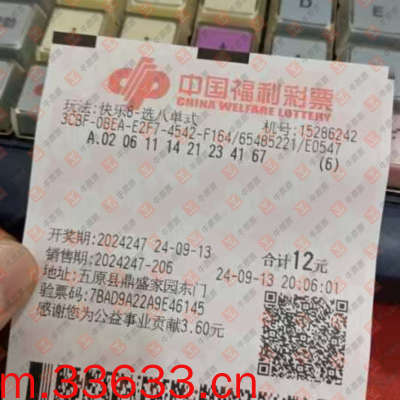 中国福利彩票
CHINA WELFARE LOTTERY
玩法:快乐8-选八单式 机号:15286242
3CBF-0BEA-E2F7-4542-F164/65485221/E0547
A.02 06 11 14 21 23 41 67 (6)
开奖期:2024247 24-09-13 合计12元
销售期:2024247-206 24-09-13 20:06:01
地址:五原县鼎盛家园东门
验票码:7BAD9A22A9E46145
感谢您为公益事业贡献3.60元
m.33633.cn